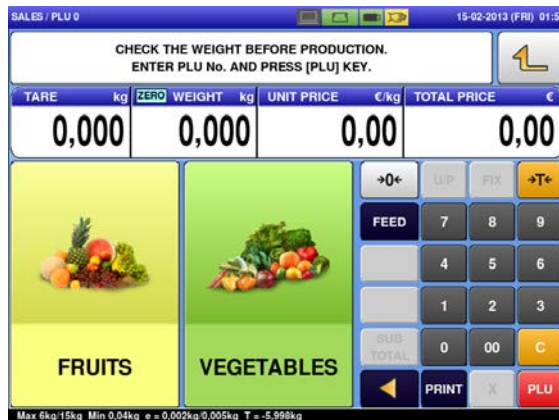 SALES / PLU 0 15-02-2013 (FRI) 01:5
CHECK THE WEIGHT BEFORE PRODUCTION.
ENTER PLU No. AND PRESS [PLU] KEY.
TARE kg ZERO WEIGHT kg UNIT PRICE €/kg TOTAL PRICE €
0,000 0,000 0,00 0,00
→0← U/P FIX →T←
FEED 7 8 9
4 5 6
1 2 3
SUB TOTAL 0 00 C
FRUITS VEGETABLES
PRINT X PLU
Max 6kg/15kg Min 0,04kg e = 0,002kg/0,005kg T = -5,998kg